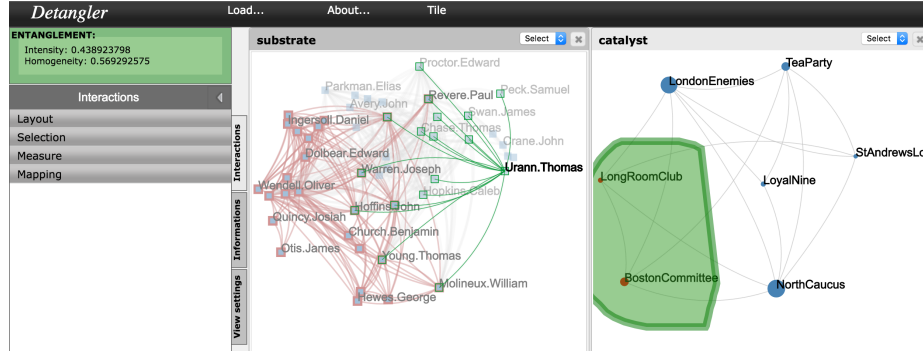 Detangler
Load...
About...
Tile
ENTANGLEMENT:
Intensity: 0.438923798
Homogeneity: 0.569292575
Interactions
Layout
Selection
Measure
Mapping
Interactions
Informations
View settings
substrate
Select
Proctor.Edward
Parkman.Elias
Revere.Paul
Peck.Samuel
Avery.John
Swan.James
Ingersoll.Daniel
Chase.Thomas
Crane.John
Dolbear.Edward
Warren.Joseph
Urann.Thomas
Wendell.Oliver
Hopkins.Caleb
Hoffins.John
Quincy.Josiah
Church.Benjamin
Otis.James
Young.Thomas
Molineux.William
Hewes.George
catalyst
Select
TeaParty
LondonEnemies
StAndrewsLo
LongRoomClub
LoyalNine
BostonCommittee
NorthCaucus